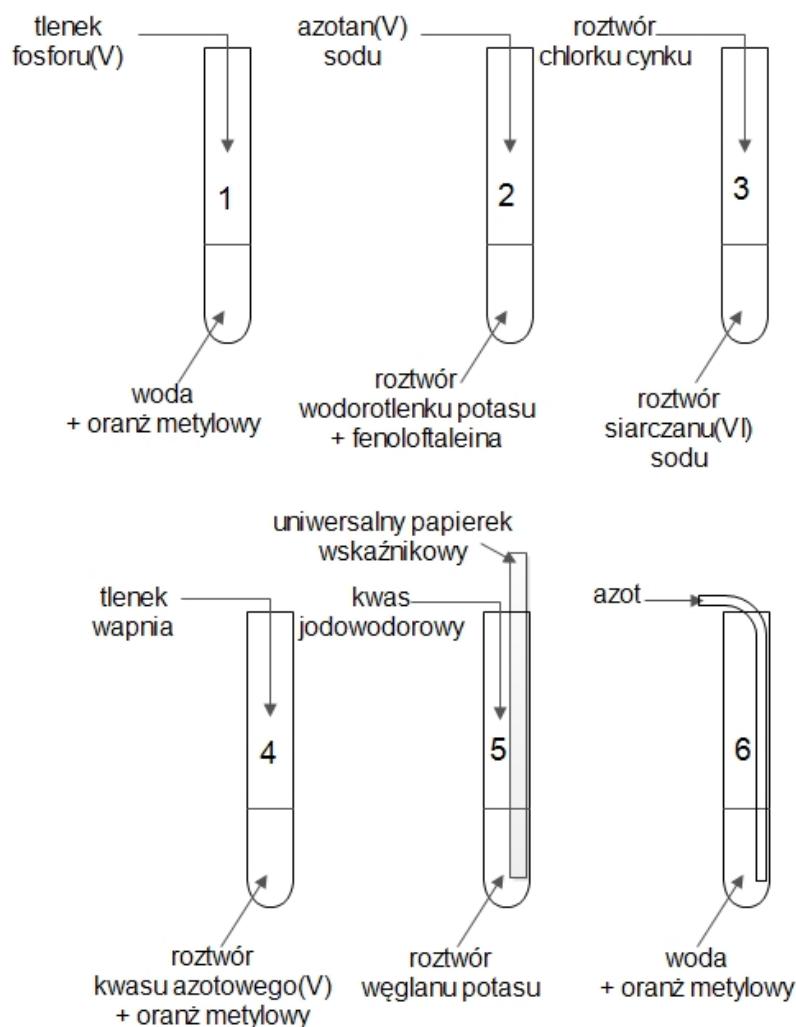 tlenek
fosforu(V)
1
woda
+ oranż metylowy
azotan(V)
sodu
2
roztwór
wodorotlenku potasu
+ fenoloftaleina
roztwór
chlorku cynku
3
roztwór
siarczanu(VI)
sodu
tlenek
wapnia
4
roztwór
kwasu azotowego(V)
+ oranż metylowy
uniwersalny papierek
wskaźnikowy
kwas
jodowodorowy
5
roztwór
węglanu potasu
azot
6
woda
+ oranż metylowy